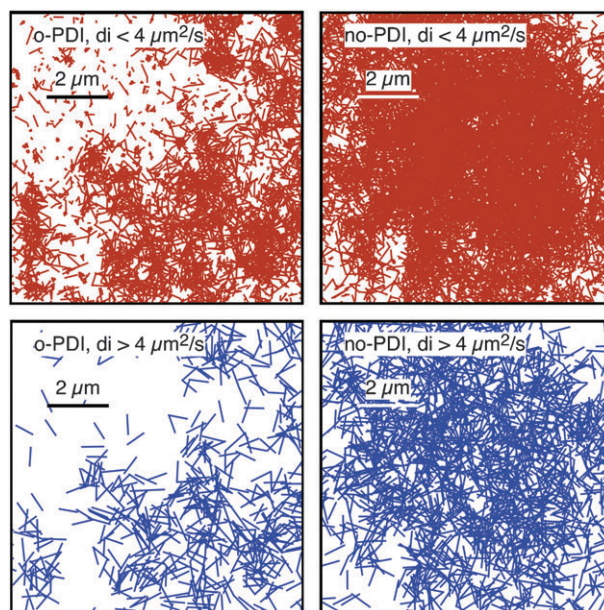 o-PDI, di < 4 µm²/s
2 µm
no-PDI, di < 4 µm²/s
2 µm
o-PDI, di > 4 µm²/s
2 µm
no-PDI, di > 4 µm²/s
2 µm